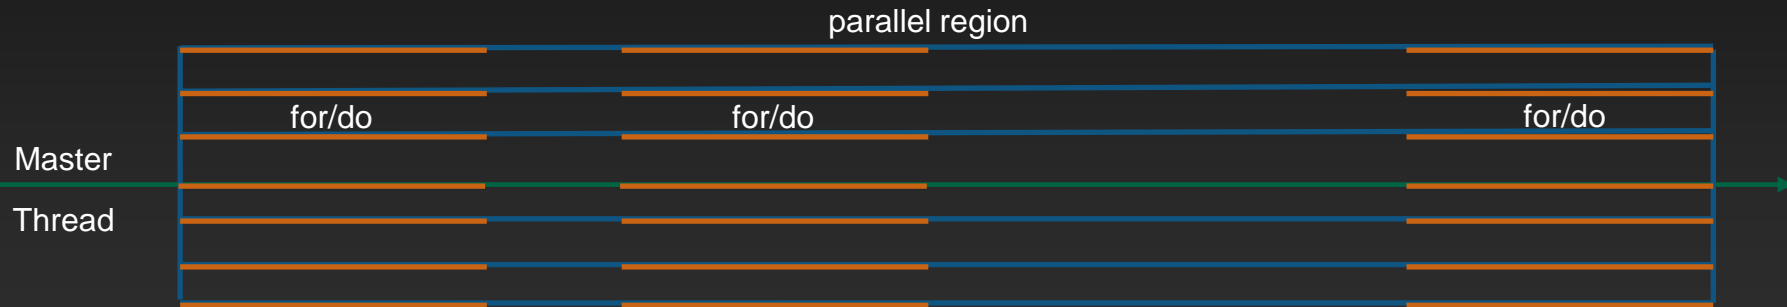 parallel region
for/do
for/do
for/do
Master
Thread